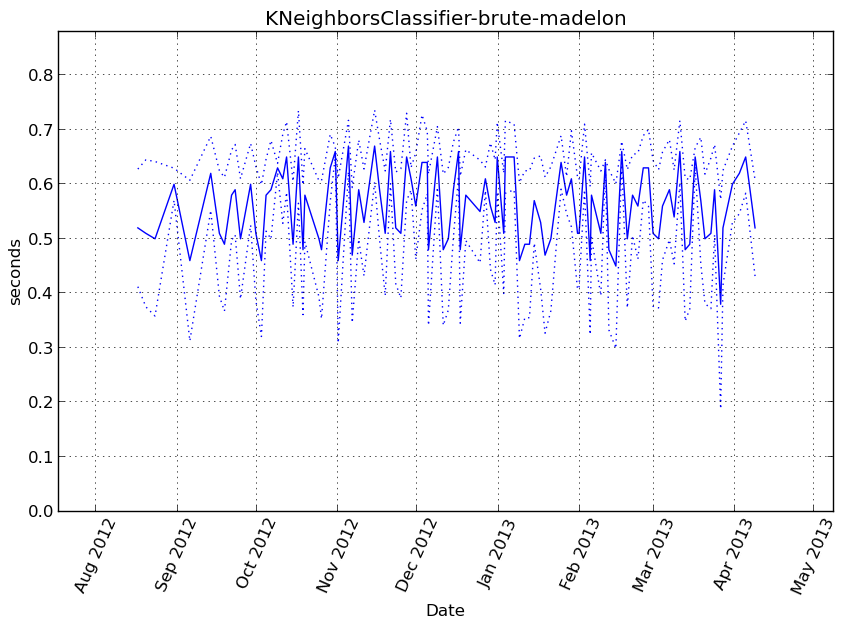 KNeighborsClassifier-brute-madelon
0.8
0.7
0.6
0.5
0.4
0.3
0.2
0.1
0.0
seconds
Aug 2012
Sep 2012
Oct 2012
Nov 2012
Dec 2012
Jan 2013
Feb 2013
Mar 2013
Apr 2013
May 2013
Date